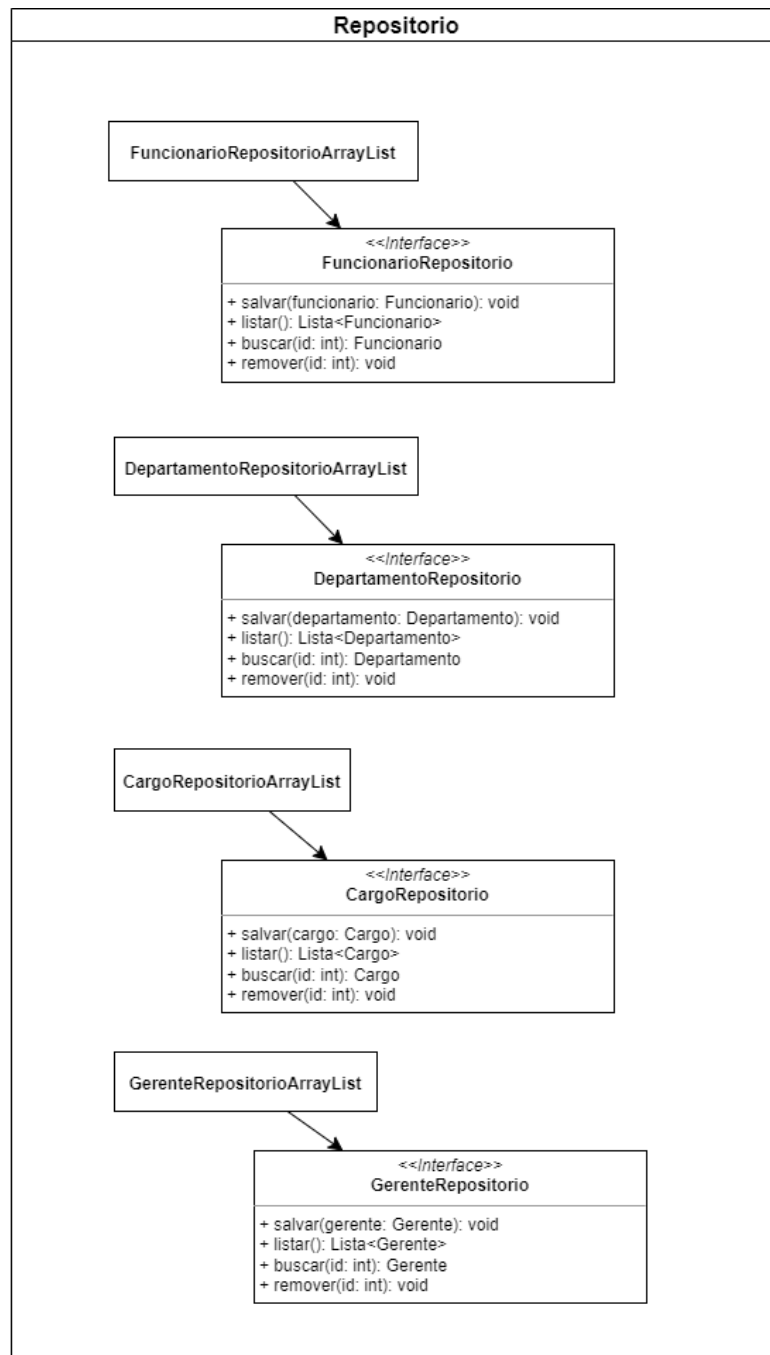 Repositorio
FuncionarioRepositorioArrayList
<<Interface>>
FuncionarioRepositorio
+ salvar(funcionario: Funcionario): void
+ listar(): Lista<Funcionario>
+ buscar(id: int): Funcionario
+ remover(id: int): void
DepartamentoRepositorioArrayList
<<Interface>>
DepartamentoRepositorio
+ salvar(departamento: Departamento): void
+ listar(): Lista<Departamento>
+ buscar(id: int): Departamento
+ remover(id: int): void
CargoRepositorioArrayList
<<Interface>>
CargoRepositorio
+ salvar(cargo: Cargo): void
+ listar(): Lista<Cargo>
+ buscar(id: int): Cargo
+ remover(id: int): void
GerenteRepositorioArrayList
<<Interface>>
GerenteRepositorio
+ salvar(gerente: Gerente): void
+ listar(): Lista<Gerente>
+ buscar(id: int): Gerente
+ remover(id: int): void